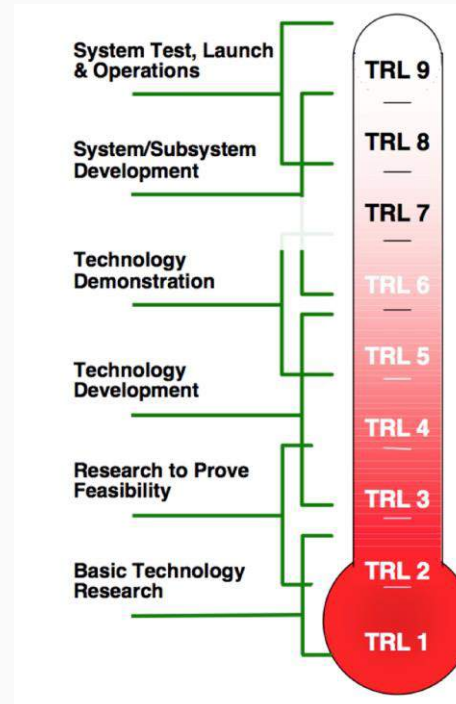 System Test, Launch
& Operations
System/Subsystem
Development
Technology
Demonstration
Technology
Development
Research to Prove
Feasibility
Basic Technology
Research
TRL 9
TRL 8
TRL 7
TRL 6
TRL 5
TRL 4
TRL 3
TRL 2
TRL 1